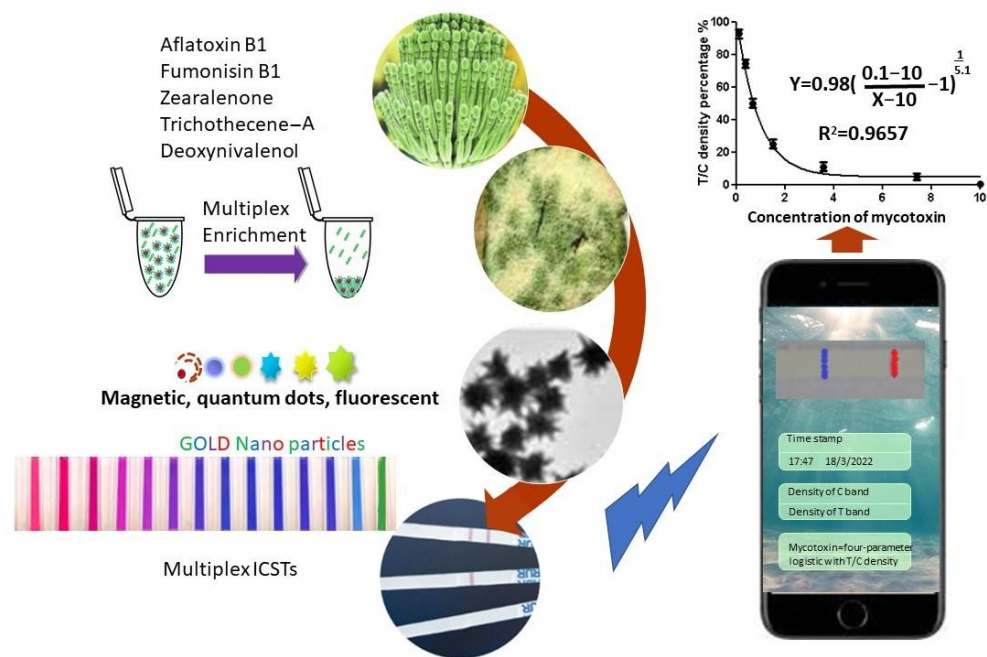 Aflatoxin B1
Fumonisin B1
Zearalenone
Trichothecene-A
Deoxynivalenol
Multiplex
Enrichment
Magnetic, quantum dots, fluorescent
GOLD Nano particles
Multiplex ICSTs
T/C density percentage %
100
80
60
40
20
0
0 2 4 6 8 10
Concentration of mycotoxin
Y=0.98(0.1-10/X-10 -1)^1/5.1
R²=0.9657
Time stamp
17:47 18/3/2022
Density of C band
Density of T band
Mycotoxin=four-parameter
logistic with T/C density